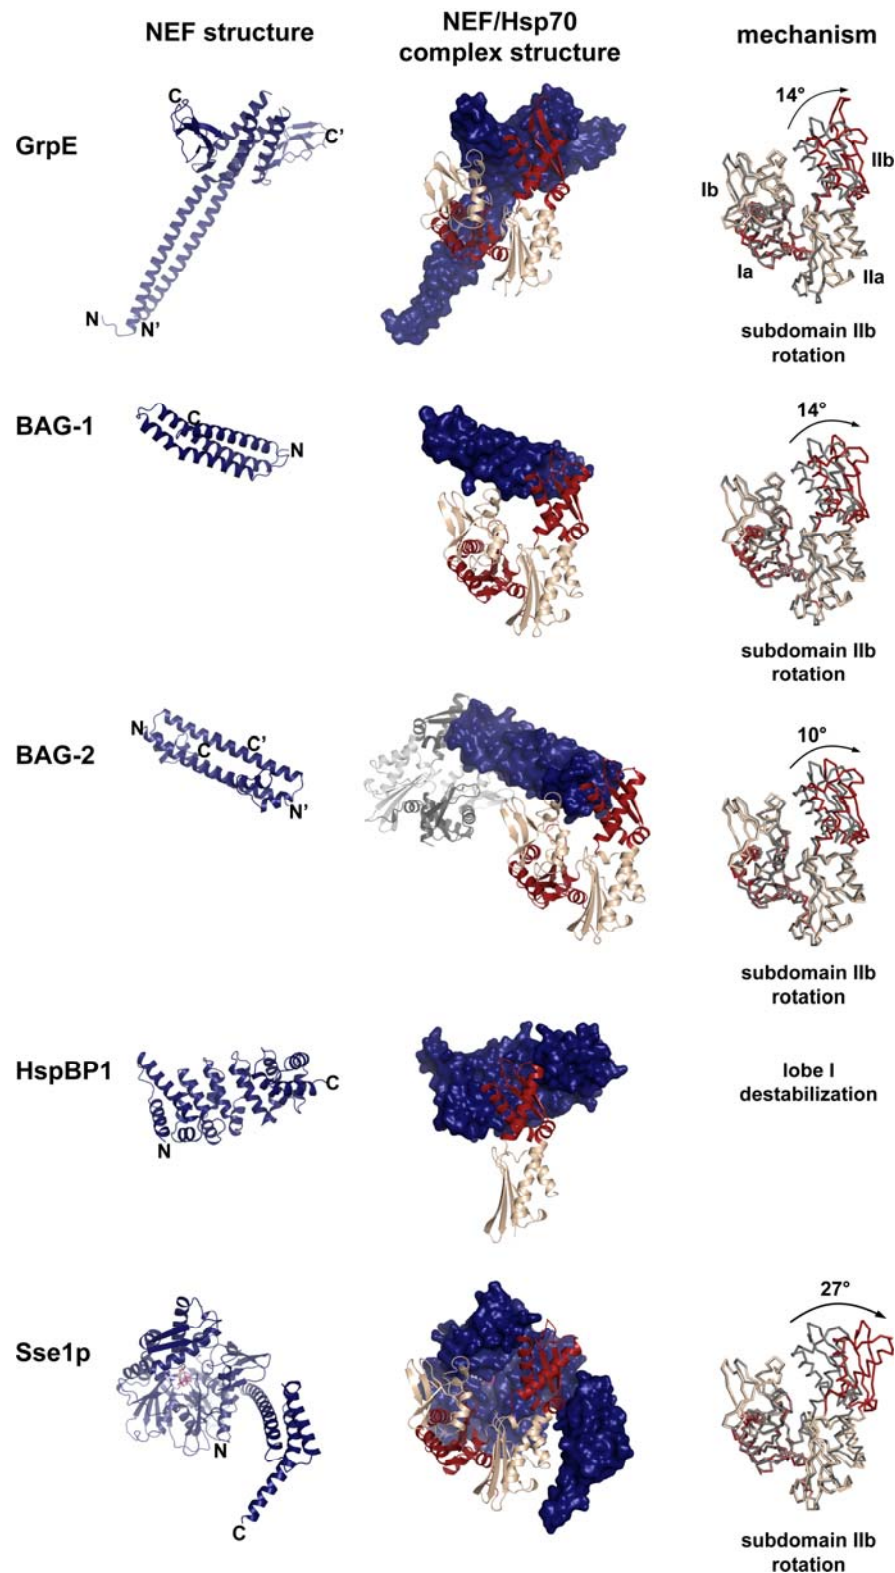 NEF structure
NEF/Hsp70
complex structure
mechanism
GrpE
C
C'
N
N'
14°
Ib
IIb
Ia
IIa
subdomain IIb
rotation
BAG-1
C
N
14°
subdomain IIb
rotation
BAG-2
N
C
C'
N'
10°
subdomain IIb
rotation
HspBP1
C
N
lobe I
destabilization
Sse1p
N
C
27°
subdomain IIb
rotation